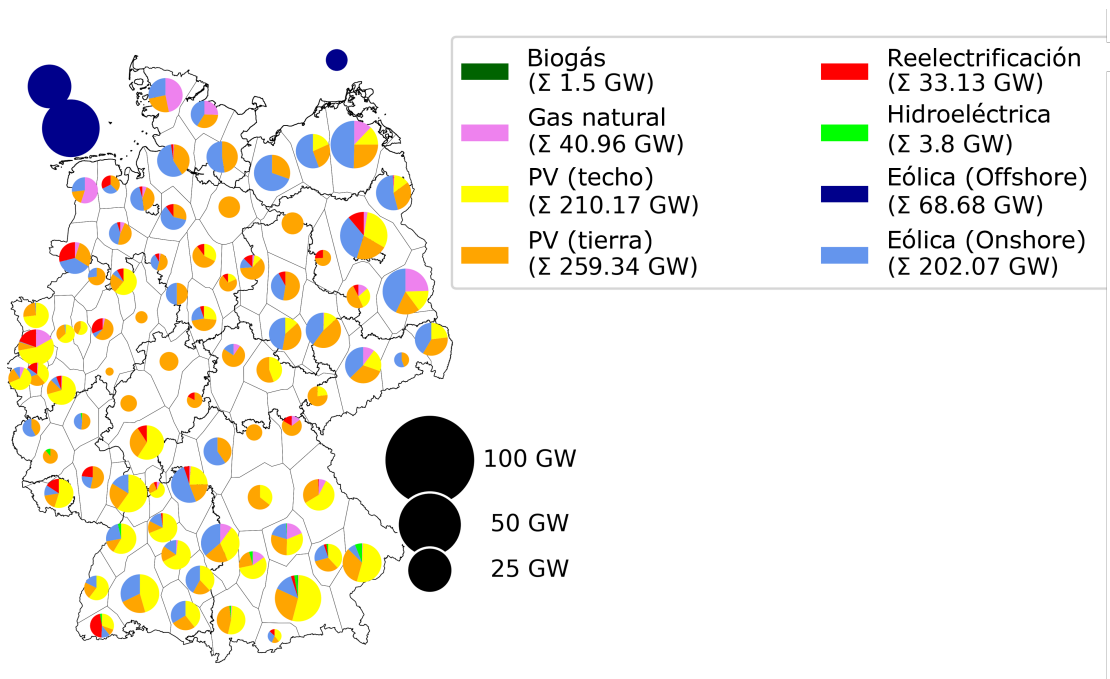 Biogás
(Σ 1.5 GW)
Gas natural
(Σ 40.96 GW)
PV (techo)
(Σ 210.17 GW)
PV (tierra)
(Σ 259.34 GW)
Reelectrificación
(Σ 33.13 GW)
Hidroeléctrica
(Σ 3.8 GW)
Eólica (Offshore)
(Σ 68.68 GW)
Eólica (Onshore)
(Σ 202.07 GW)
100 GW
50 GW
25 GW